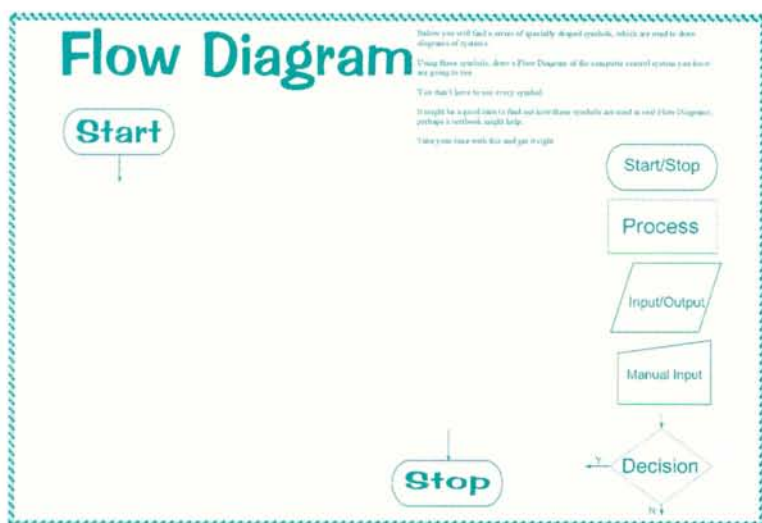 Flow Diagram
Below you will find a series of specially shaped symbols, which are used to draw
diagrams of systems
Using these symbols, draw a Flow Diagram of the computer control system you
are going to use
You don't have to use every symbol
It might be a good idea to find out how these symbols are used in real Flow Diagrams,
perhaps a textbook might help.
Take your time with this and get it right
Start
Start/Stop
Process
Input/Output
Manual Input
Y
Decision
N
Stop